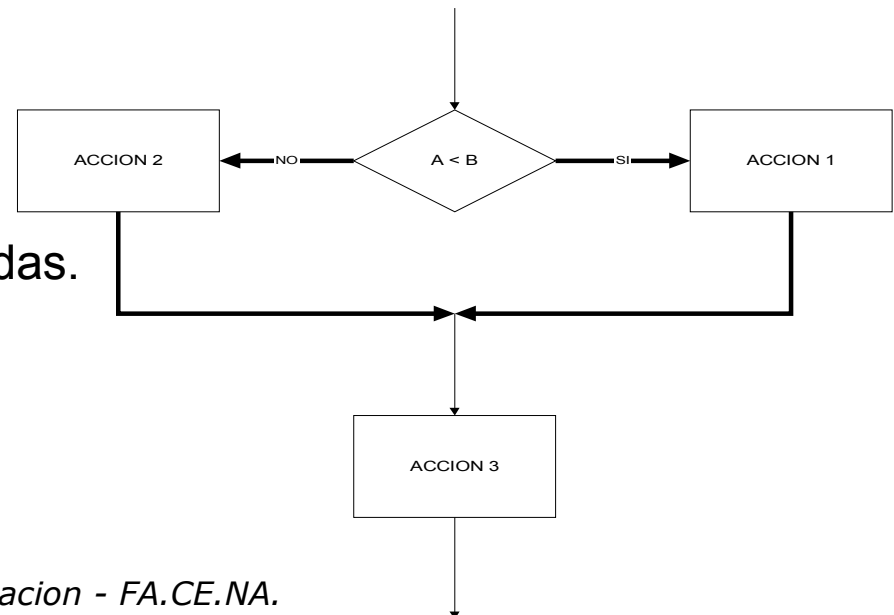 ACCION 2
NO
A < B
SI
ACCION 1
das.
ACCION 3
acion - FA.CE.NA.